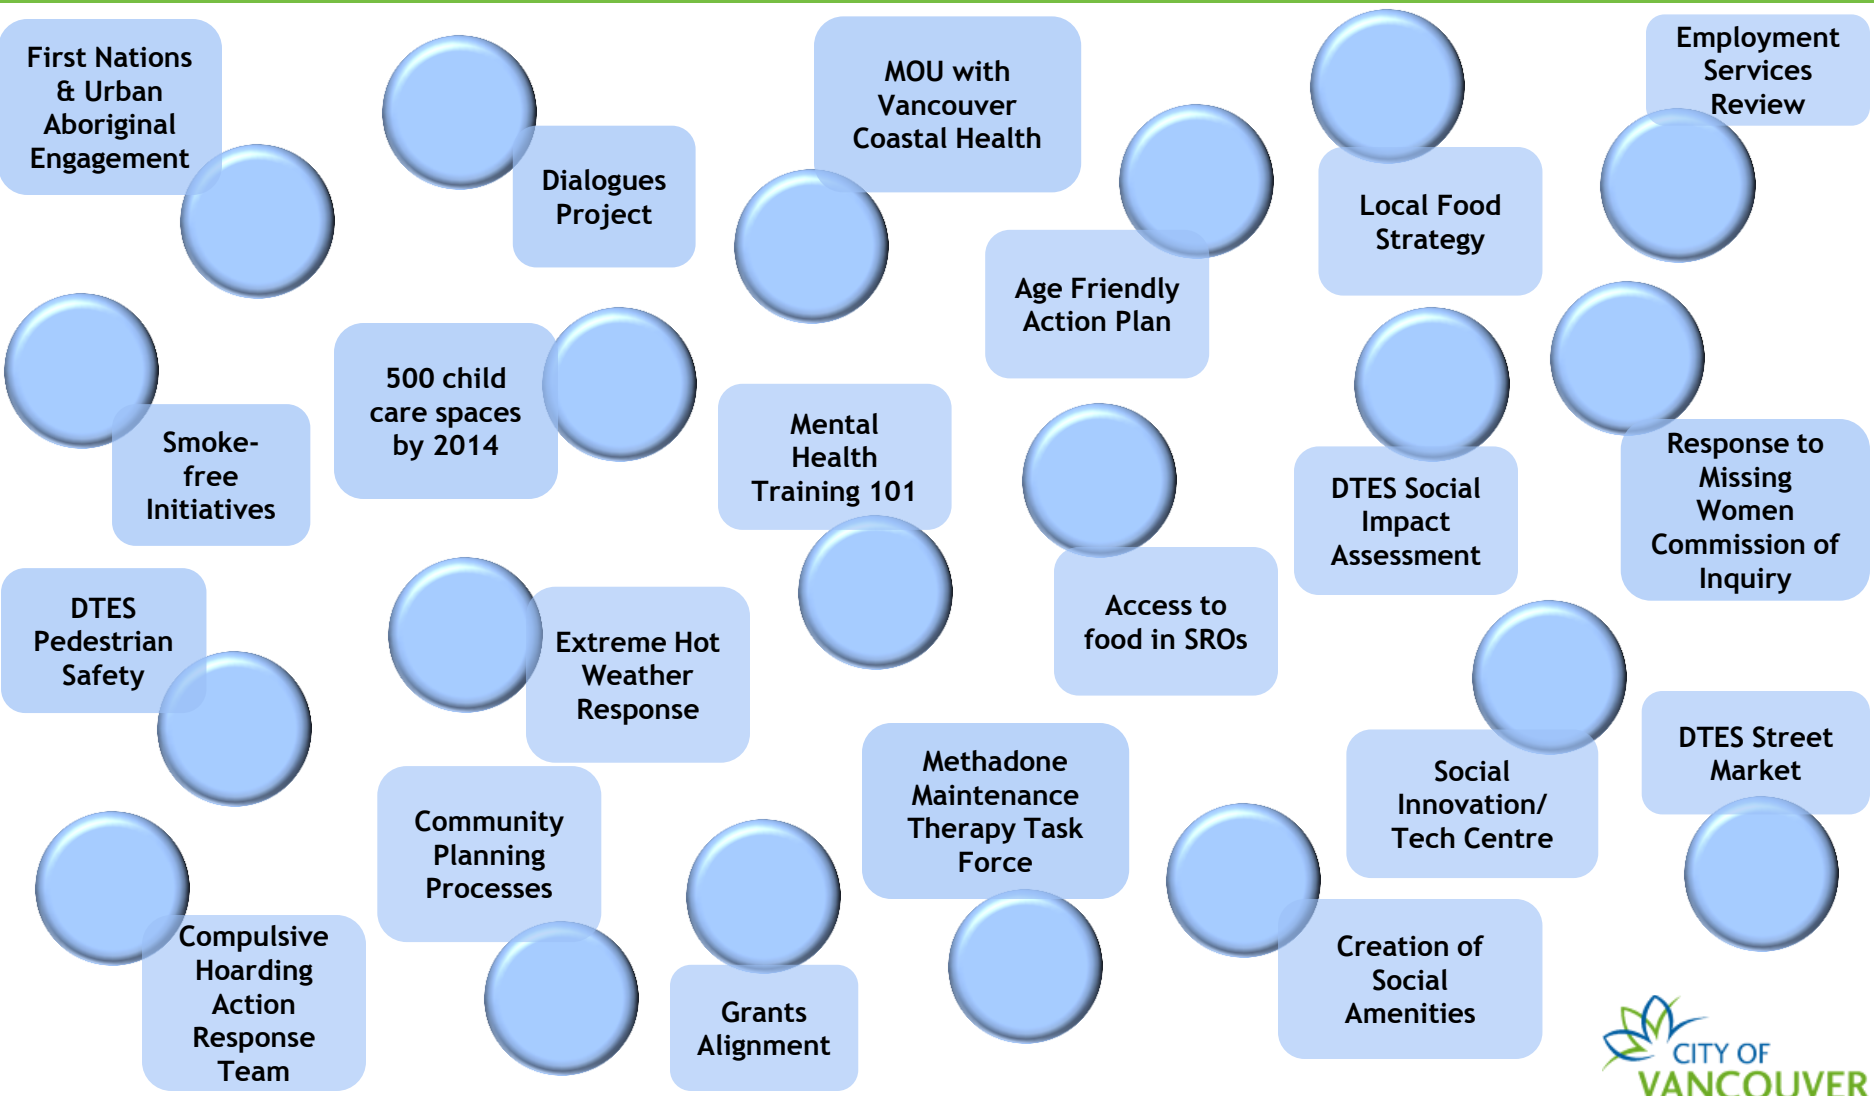 First Nations
& Urban
Aboriginal
Engagement
Dialogues
Project
MOU with
Vancouver
Coastal Health
Age Friendly
Action Plan
Local Food
Strategy
Employment
Services
Review
Smoke-
free
Initiatives
500 child
care spaces
by 2014
Mental
Health
Training 101
Access to
food in SROs
DTES Social
Impact
Assessment
Response to
Missing
Women
Commission of
Inquiry
DTES
Pedestrian
Safety
Extreme Hot
Weather
Response
Community
Planning
Processes
Methadone
Maintenance
Therapy Task
Force
Social
Innovation/
Tech Centre
DTES Street
Market
Compulsive
Hoarding
Action
Response
Team
Grants
Alignment
Creation of
Social
Amenities
CITY OF
VANCOUVER